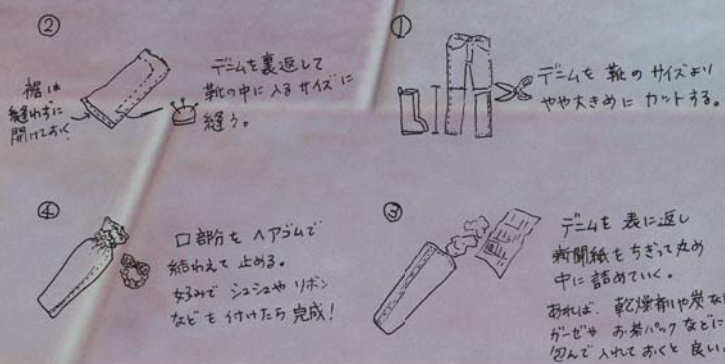 ①
デニムを 靴の サイズより
やや大きめに カットする。
②
裾は
縫わずに
開けておく
デニムを裏返して
靴の中に入るサイズに
縫う。
③
デニムを 表に返し
新聞紙をちぎって丸め
中に詰めていく。
あれば、乾燥剤や炭な
ガーゼや お茶パックなどに
包んで入れておくと 良い。
④
口部分を ヘアゴムで
結わえて 止める。
好みで シュシュや リボン
などを 付けたら 完成!